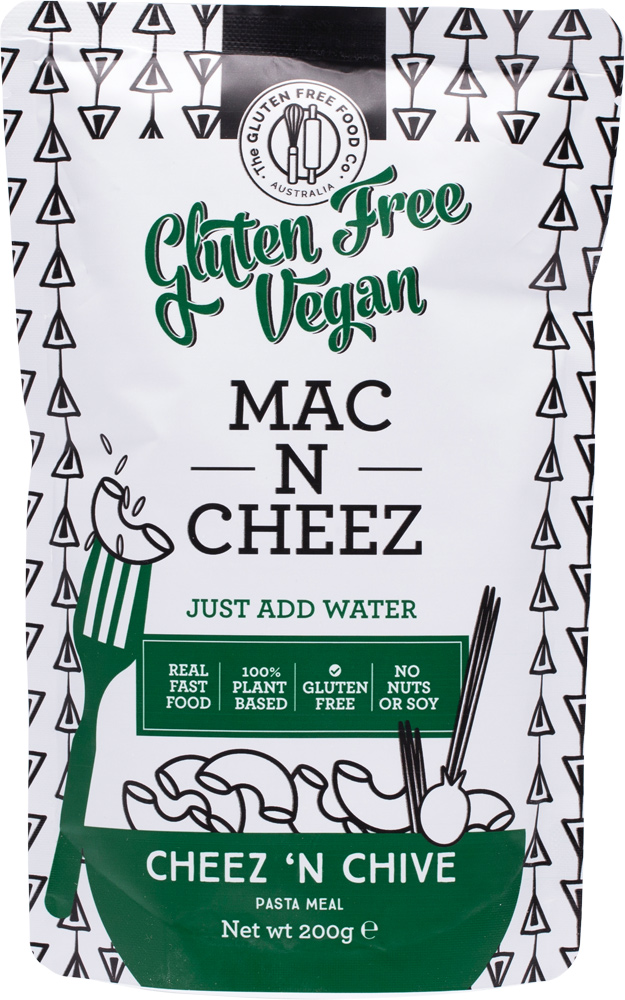 The GLUTEN FREE FOOD Co.
AUSTRALIA
Gluten Free
Vegan
MAC
N
CHEEZ
JUST ADD WATER
REAL
FAST
FOOD
100%
PLANT
BASED
GLUTEN
FREE
NO
NUTS
OR SOY
CHEEZ ‘N CHIVE
PASTA MEAL
Net wt 200g ℮